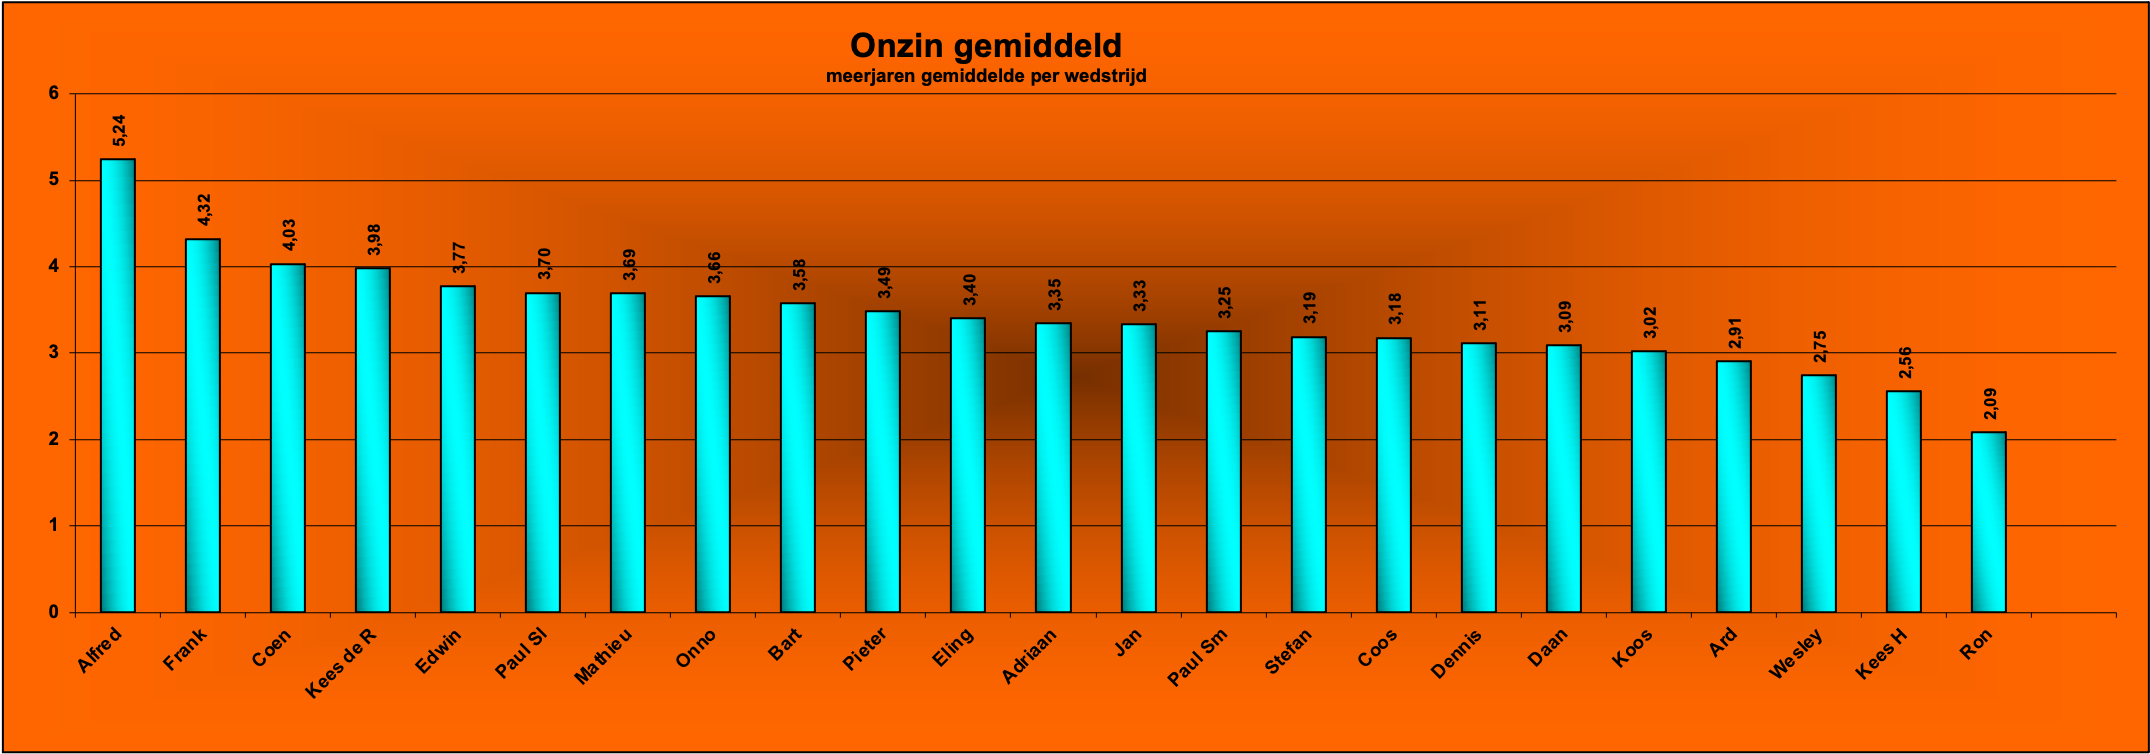 Onzin gemiddeld
meerjaren gemiddelde per wedstrijd
6
5
4
3
2
1
0
5,24
4,32
4,03
3,98
3,77
3,70
3,69
3,66
3,58
3,49
3,40
3,35
3,33
3,25
3,19
3,18
3,11
3,09
3,02
2,91
2,75
2,56
2,09
Alfred
Frank
Coen
Kees de R
Edwin
Paul Sl
Mathieu
Onno
Bart
Pieter
Eling
Adriaan
Jan
Paul Sm
Stefan
Coos
Dennis
Daan
Koos
Ard
Wesley
Kees H
Ron